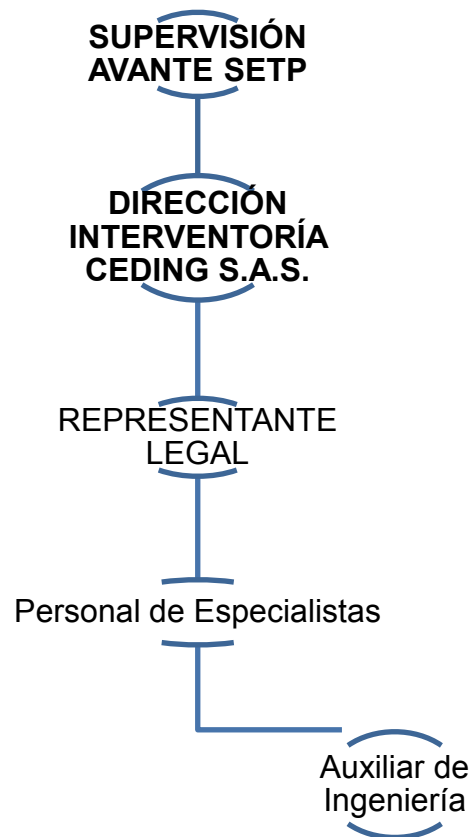 SUPERVISIÓN
AVANTE SETP
DIRECCIÓN
INTERVENTORÍA
CEDING S.A.S.
REPRESENTANTE
LEGAL
Personal de Especialistas
Auxiliar de
Ingeniería